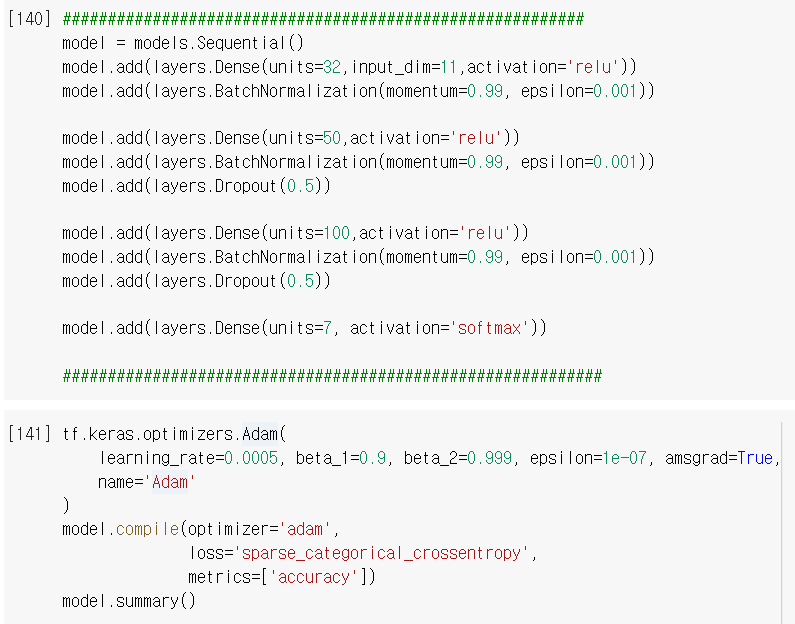 [140] ##########################################################
model = models.Sequential()
model.add(layers.Dense(units=32,input_dim=11,activation='relu'))
model.add(layers.BatchNormalization(momentum=0.99, epsilon=0.001))
model.add(layers.Dense(units=50,activation='relu'))
model.add(layers.BatchNormalization(momentum=0.99, epsilon=0.001))
model.add(layers.Dropout(0.5))
model.add(layers.Dense(units=100,activation='relu'))
model.add(layers.BatchNormalization(momentum=0.99, epsilon=0.001))
model.add(layers.Dropout(0.5))
model.add(layers.Dense(units=7, activation='softmax'))
############################################################
[141] tf.keras.optimizers.Adam(
learning_rate=0.0005, beta_1=0.9, beta_2=0.999, epsilon=1e-07, amsgrad=True,
name='Adam'
)
model.compile(optimizer='adam',
loss='sparse_categorical_crossentropy',
metrics=['accuracy'])
model.summary()